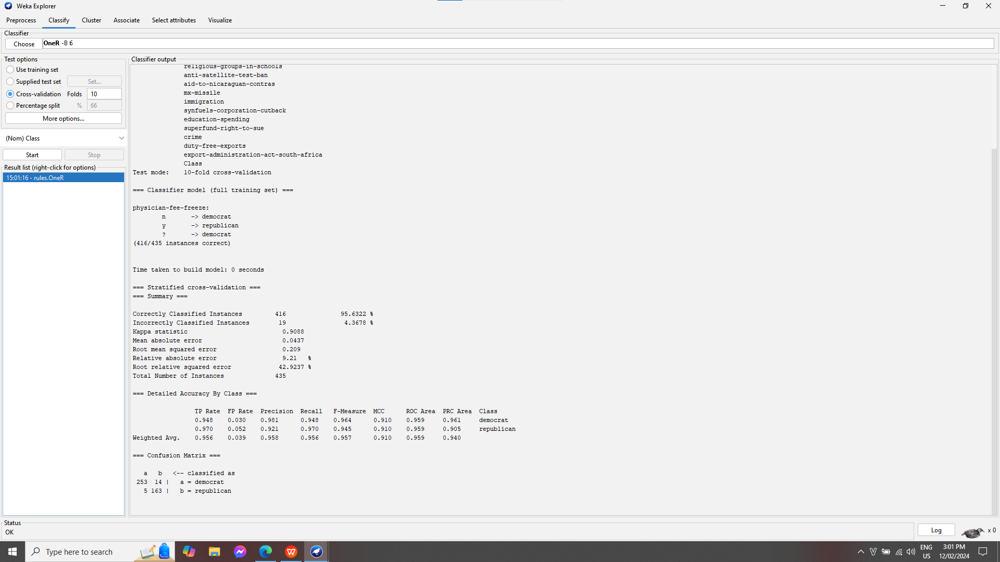 Weka Explorer
Preprocess Classify Cluster Associate Select attributes Visualize
Classifier
Choose OneR -B 6
Test options
Use training set
Supplied test set Set...
Cross-validation Folds 10
Percentage split % 66
More options...
(Nom) Class
Start Stop
Result list (right-click for options)
15:01:16 - rules.OneR
Classifier output
religious-groups-in-schools
anti-satellite-test-ban
aid-to-nicaraguan-contras
mx-missile
immigration
synfuels-corporation-cutback
education-spending
superfund-right-to-sue
crime
duty-free-exports
export-administration-act-south-africa
Class
Test mode: 10-fold cross-validation
=== Classifier model (full training set) ===
physician-fee-freeze:
n -> democrat
y -> republican
? -> democrat
(416/435 instances correct)
Time taken to build model: 0 seconds
=== Stratified cross-validation ===
=== Summary ===
Correctly Classified Instances 416 95.6322 %
Incorrectly Classified Instances 19 4.3678 %
Kappa statistic 0.9088
Mean absolute error 0.0437
Root mean squared error 0.209
Relative absolute error 9.21 %
Root relative squared error 42.9237 %
Total Number of Instances 435
=== Detailed Accuracy By Class ===
TP Rate FP Rate Precision Recall F-Measure MCC ROC Area PRC Area Class
0.948 0.030 0.981 0.948 0.964 0.910 0.959 0.961 democrat
0.970 0.052 0.921 0.970 0.945 0.910 0.959 0.905 republican
Weighted Avg. 0.956 0.039 0.958 0.956 0.957 0.910 0.959 0.940
=== Confusion Matrix ===
a b <-- classified as
253 14 | a = democrat
5 163 | b = republican
Status
OK
Log x 0
Type here to search
ENG
US
3:01 PM
12/02/2024